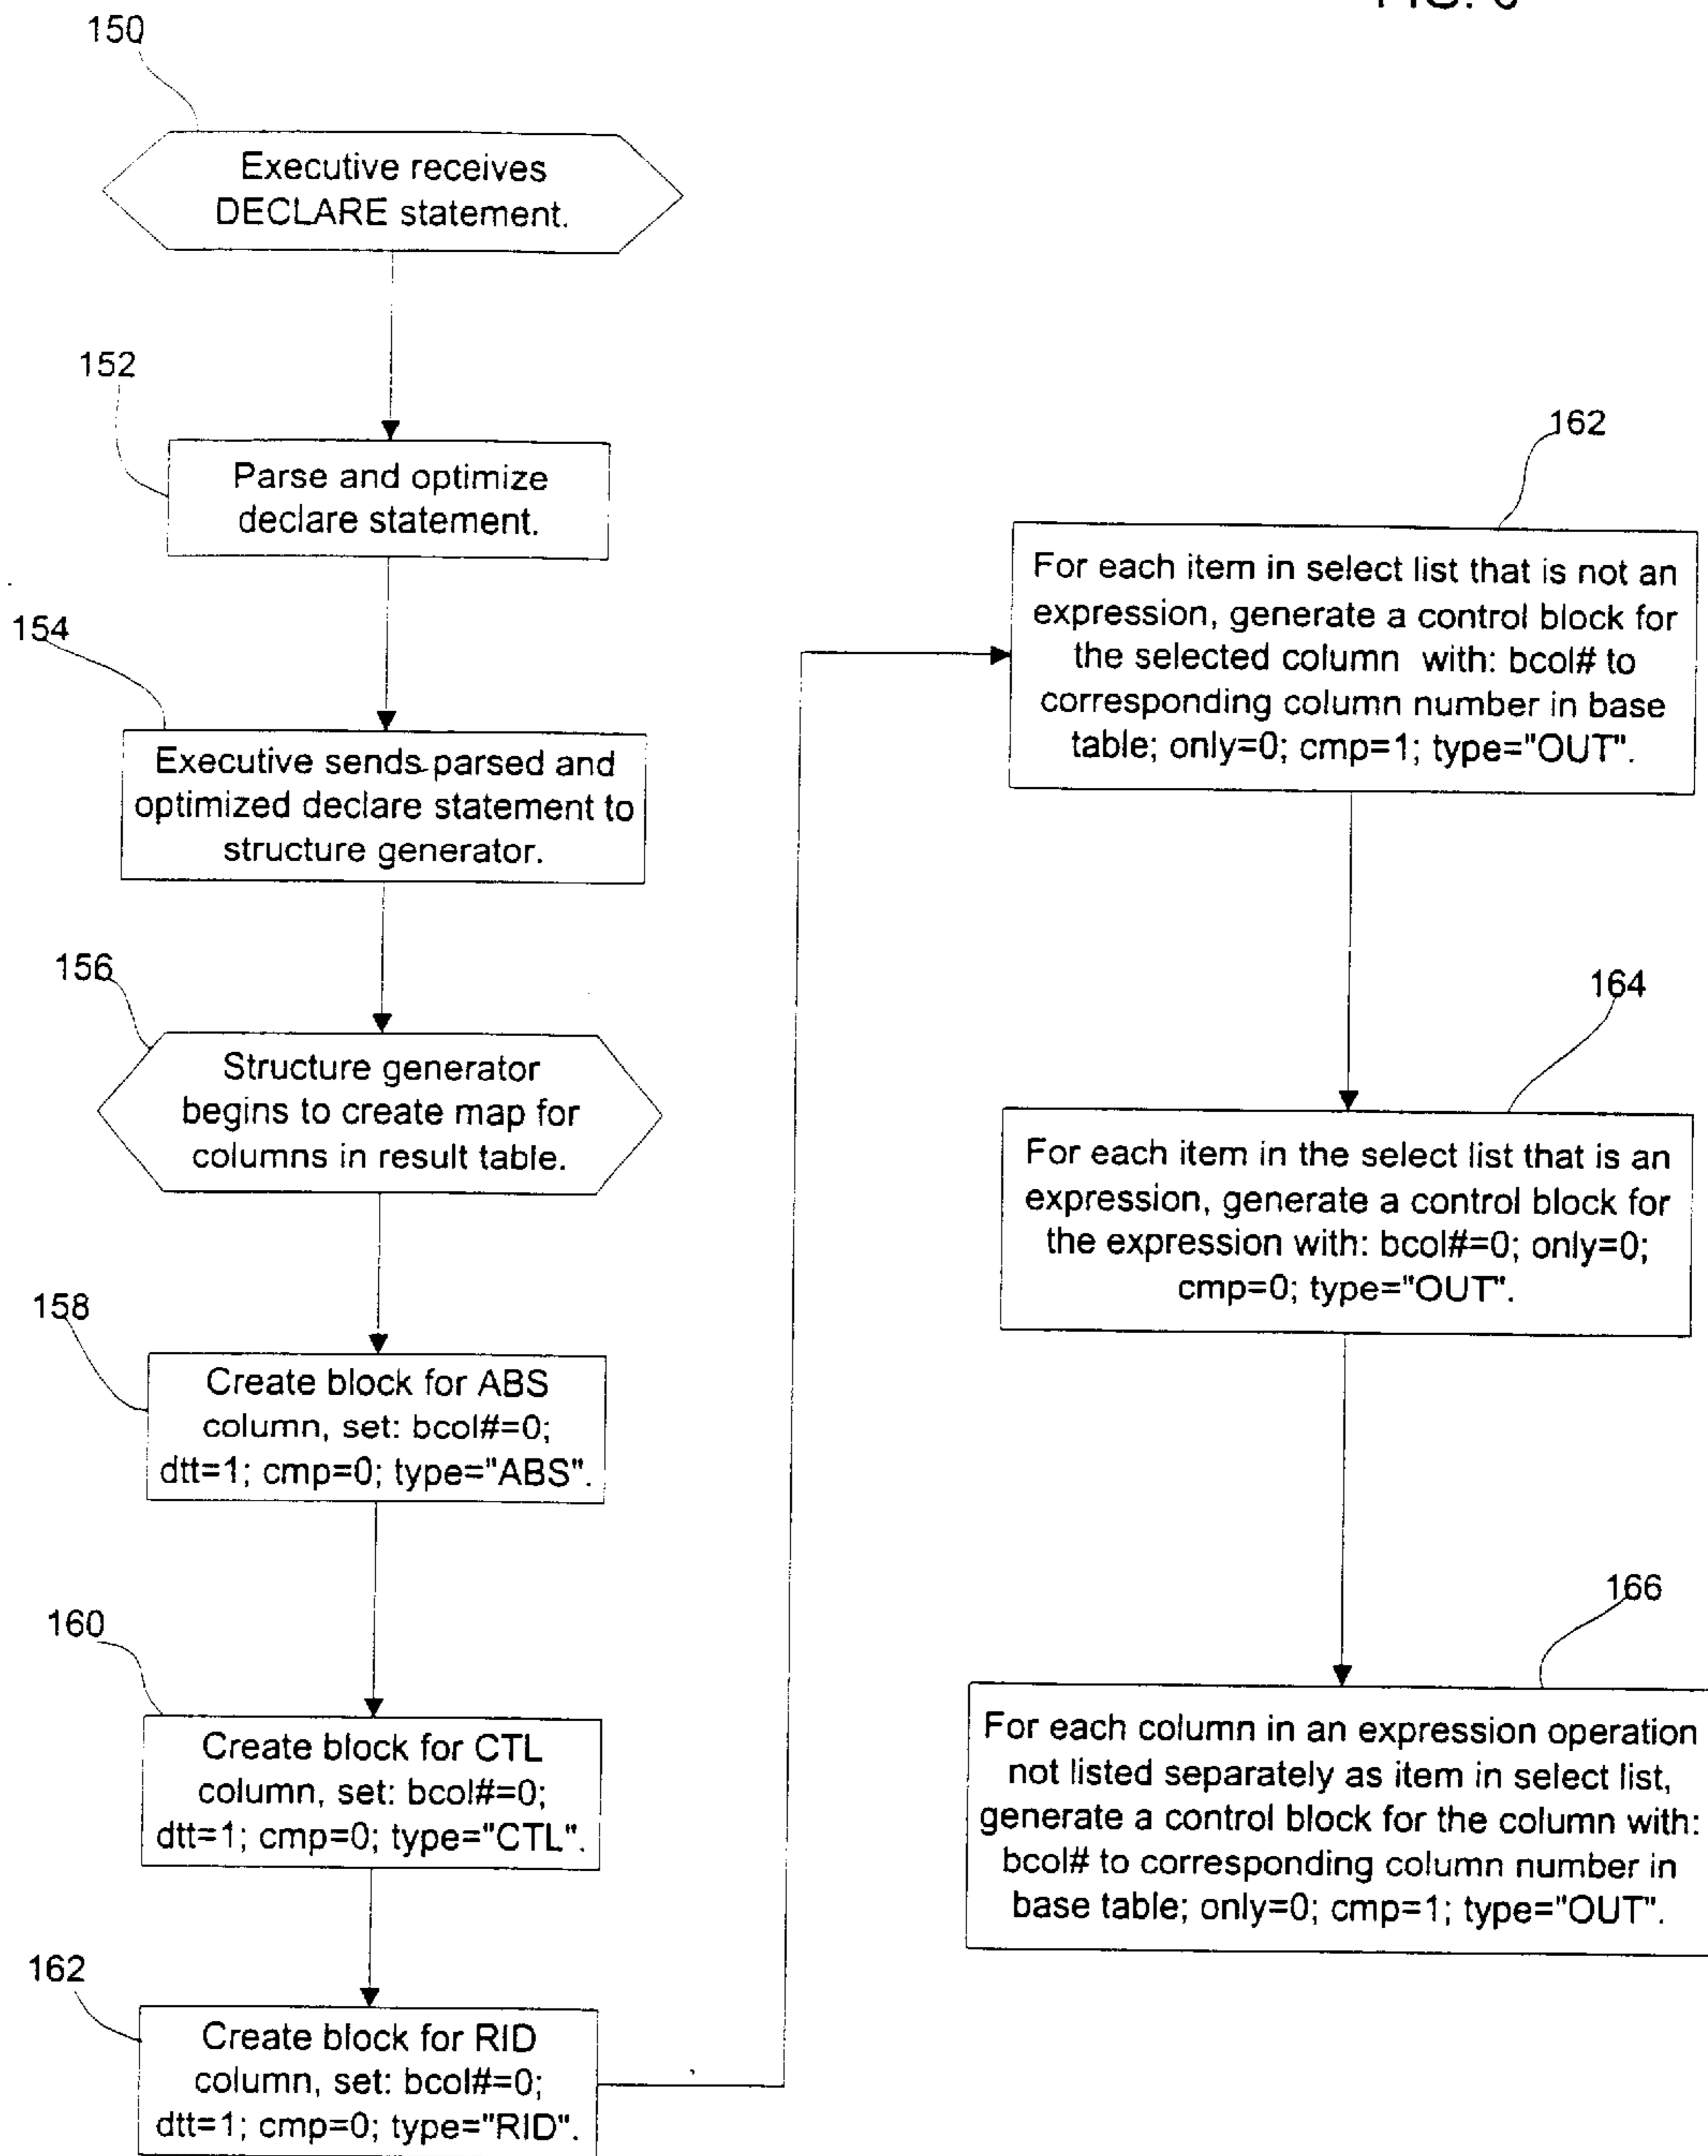 150
Executive receives
DECLARE statement.
152
Parse and optimize
declare statement.
154
Executive sends parsed and
optimized declare statement to
structure generator.
156
Structure generator
begins to create map for
columns in result table.
158
Create block for ABS
column, set: bcol#=0;
dtt=1; cmp=0; type="ABS".
160
Create block for CTL
column, set: bcol#=0;
dtt=1; cmp=0; type="CTL".
162
Create block for RID
column, set: bcol#=0;
dtt=1; cmp=0; type="RID".
162
For each item in select list that is not an
expression, generate a control block for
the selected column with: bcol# to
corresponding column number in base
table; only=0; cmp=1; type="OUT".
164
For each item in the select list that is an
expression, generate a control block for
the expression with: bcol#=0; only=0;
cmp=0; type="OUT".
166
For each column in an expression operation
not listed separately as item in select list,
generate a control block for the column with:
bcol# to corresponding column number in
base table; only=0; cmp=1; type="OUT".